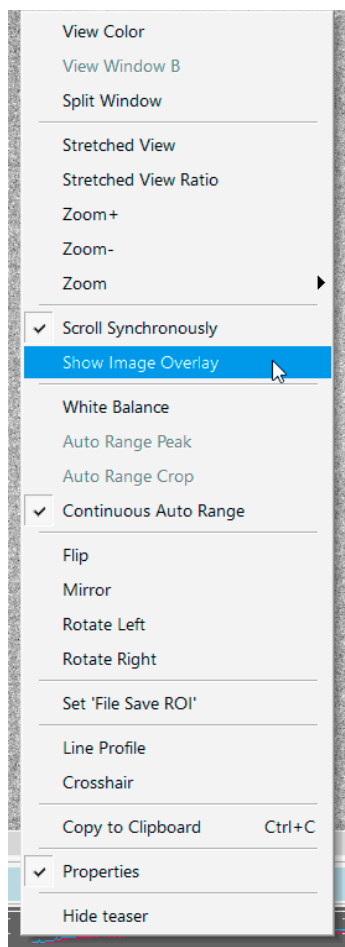 View Color
View Window B
Split Window
Stretched View
Stretched View Ratio
Zoom+
Zoom-
Zoom
Scroll Synchronously
Show Image Overlay
White Balance
Auto Range Peak
Auto Range Crop
Continuous Auto Range
Flip
Mirror
Rotate Left
Rotate Right
Set 'File Save ROI'
Line Profile
Crosshair
Copy to Clipboard Ctrl+C
Properties
Hide teaser